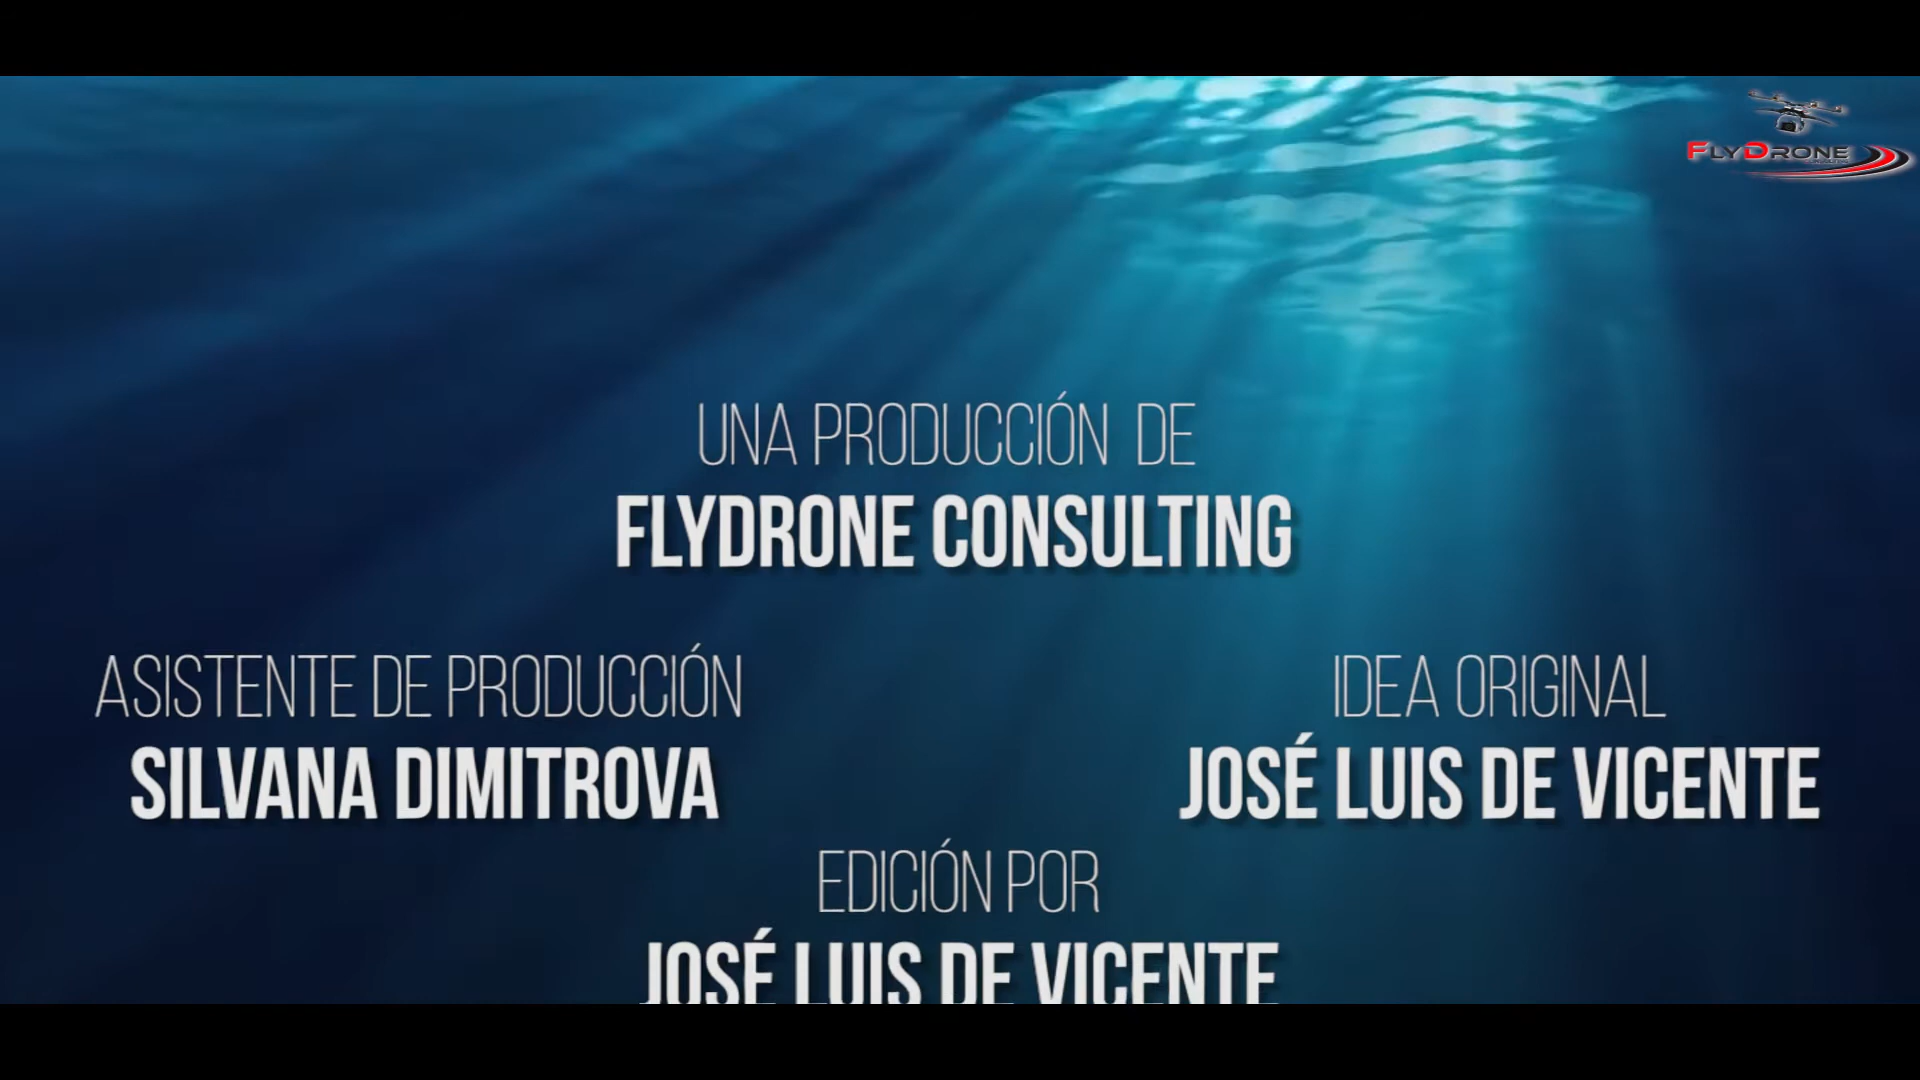 FLYDRONE
UNA PRODUCCIÓN DE
FLYDRONE CONSULTING
ASISTENTE DE PRODUCCIÓN
SILVANA DIMITROVA
IDEA ORIGINAL
JOSÉ LUIS DE VICENTE
EDICIÓN POR
JOSÉ LUIS DE VICENTE